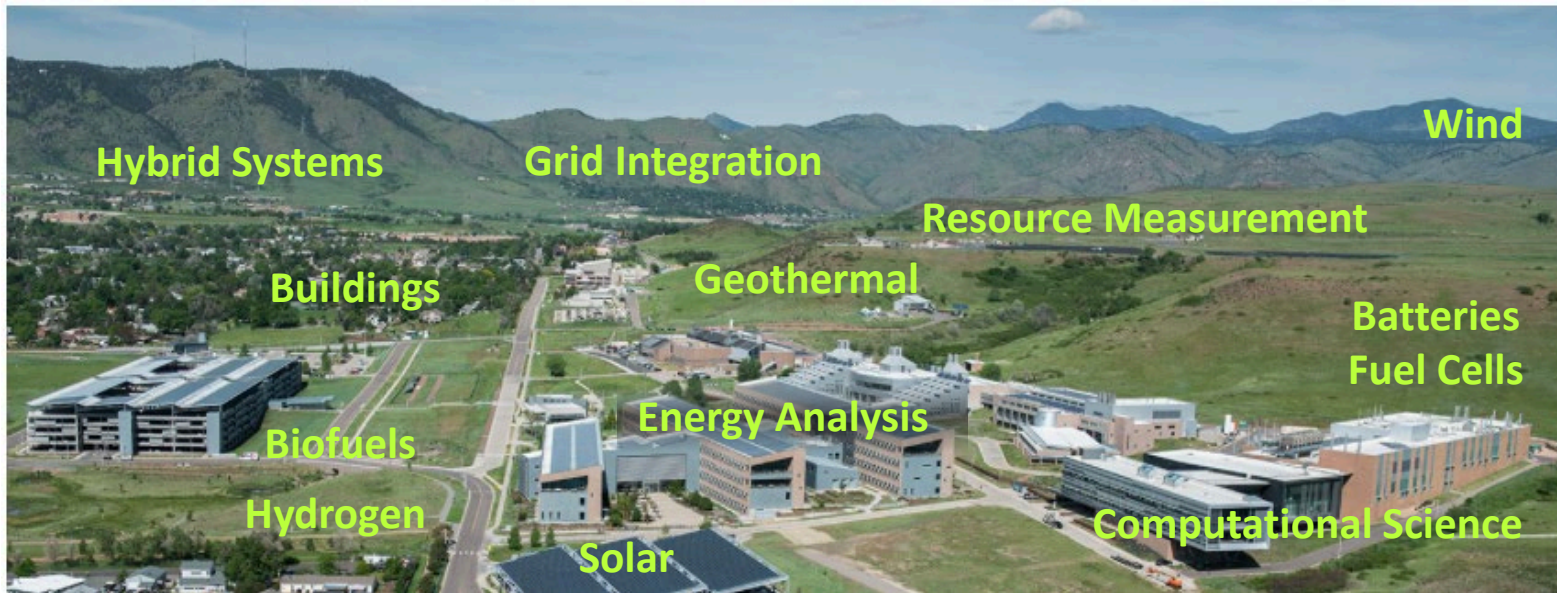 Wind
Hybrid Systems
Grid Integration
Resource Measurement
Buildings
Geothermal
Batteries
Fuel Cells
Energy Analysis
Biofuels
Hydrogen
Computational Science
Solar